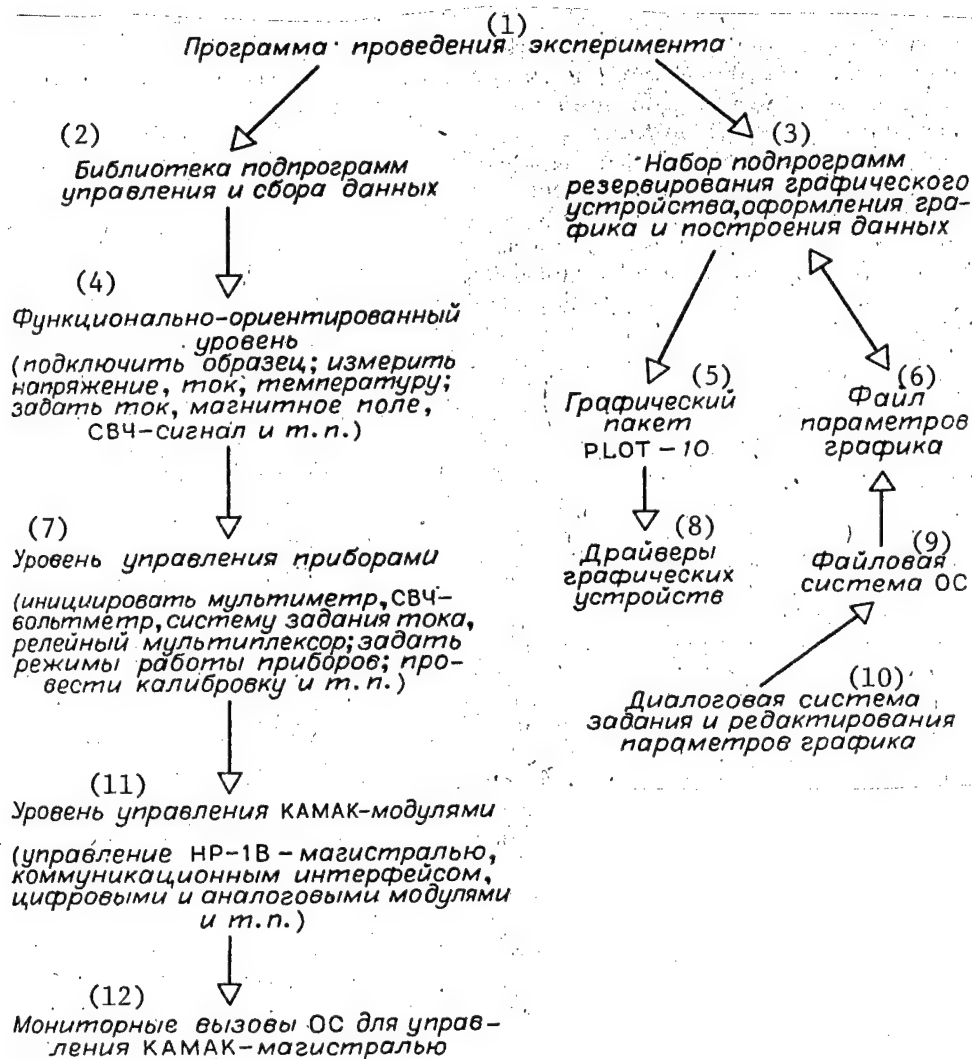 (1)
Программа проведения эксперимента
(2)
Библиотека подпрограмм
управления и сбора данных
(3)
Набор подпрограмм
резервирования графического
устройства, оформления гра-
фика и построения данных
(4)
Функционально-ориентированный
уровень
(подключить образец; измерить
напряжение, ток, температуру;
задать ток, магнитное поле,
СВЧ-сигнал и т.п.)
(5)
Графический
пакет
PLOT-10
(6)
Файл
параметров
графика
(7)
Уровень управления приборами
(инициировать мультиметр, СВЧ-
вольтметр, систему задания тока,
релейный мультиплексор; задать
режимы работы приборов; про-
вести калибровку и т.п.)
(8)
Драйверы
графических
устройств
(9)
Файловая
система ОС
(10)
Диалоговая система
задания и редактирования
параметров графика
(11)
Уровень управления КАМАК-модулями
(управление HP-1B-магистралью,
коммуникационным интерфейсом,
цифровыми и аналоговыми модулями
и т.п.)
(12)
Мониторные вызовы ОС для управ-
ления КАМАК-магистралью